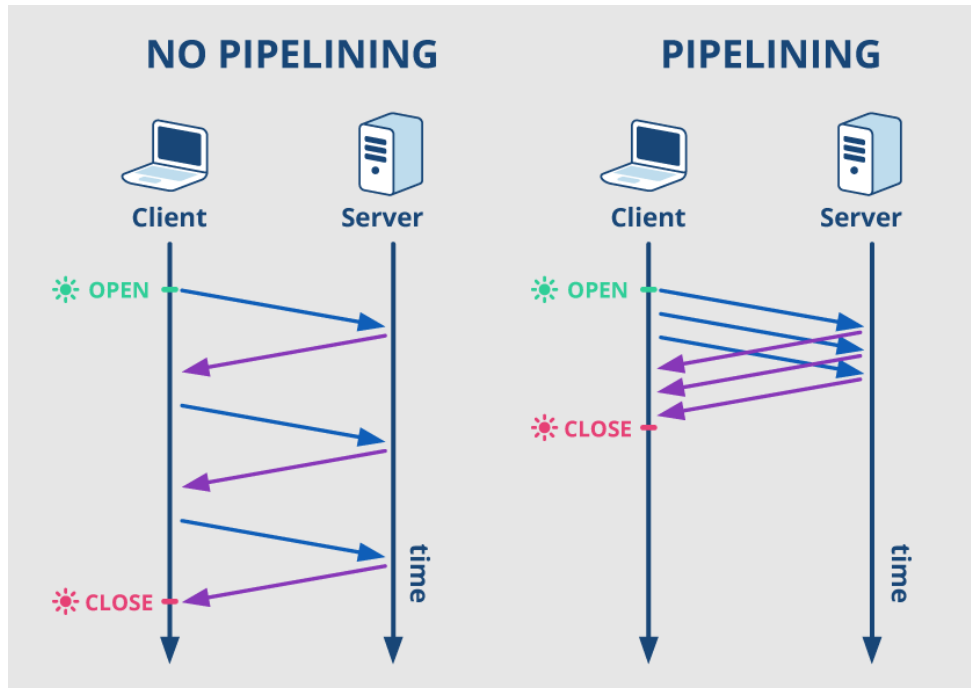 NO PIPELINING
Client
Server
OPEN
CLOSE
time
PIPELINING
Client
Server
OPEN
CLOSE
time